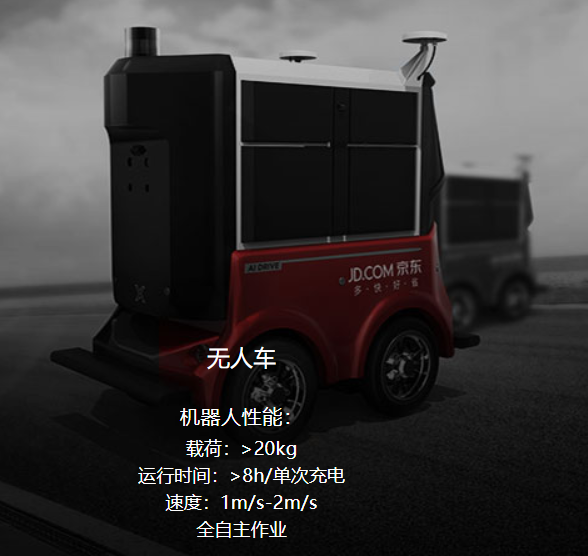 AI DRIVE
JD.COM 京东
多·快·好·省
无人车
机器人性能：
载荷：>20kg
运行时间：>8h/单次充电
速度：1m/s-2m/s
全自主作业